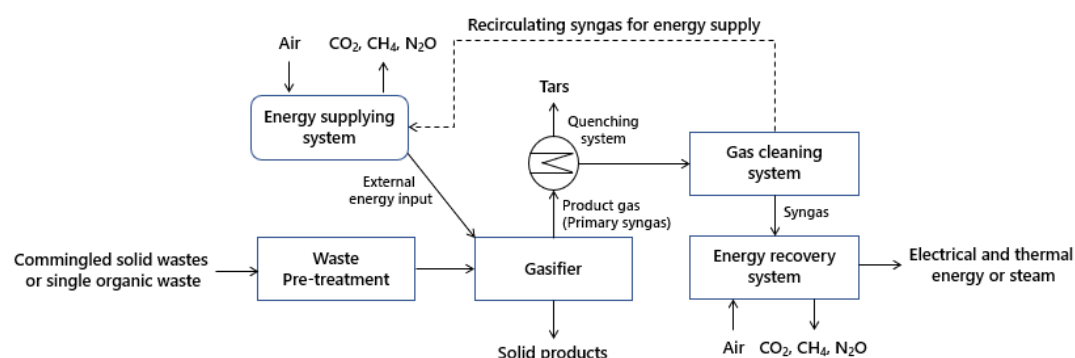 Recirculating syngas for energy supply
Air
CO₂, CH₄, N₂O
Energy supplying
system
Tars
Quenching
system
Gas cleaning
system
External
energy input
Product gas
(Primary syngas)
Syngas
Commingled solid wastes
or single organic waste
Waste
Pre-treatment
Gasifier
Energy recovery
system
Electrical and thermal
energy or steam
Solid products
Air
CO₂, CH₄, N₂O